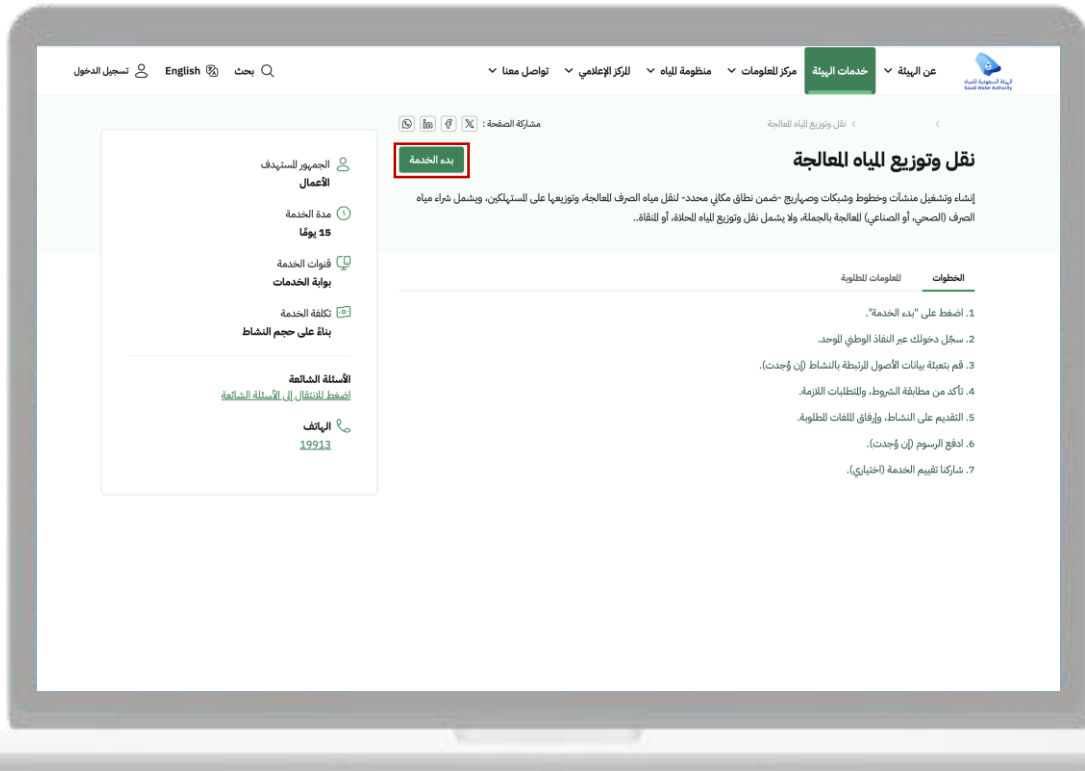 الهيئة السعودية للمياه
Saudi Water Authority
عن الهيئة
خدمات الهيئة
مركز المعلومات
منظومة المياه
المركز الإعلامي
تواصل معنا
بحث
English
تسجيل الدخول
نقل وتوزيع المياه المعالجة
مشاركة الصفحة :
نقل وتوزيع المياه المعالجة
بدء الخدمة
إنشاء وتشغيل منشآت وخطوط وشبكات وصهاريج -ضمن نطاق مكاني محدد- لنقل مياه الصرف المعالجة، وتوزيعها على المستهلكين، ويشمل شراء مياه
الصرف (الصحي، أو الصناعي) المعالجة بالجملة، ولا يشمل نقل وتوزيع المياه المحلاة، أو المنقاة..
الخطوات
المعلومات المطلوبة
1. اضغط على "بدء الخدمة".
2. سجّل دخولك عبر النفاذ الوطني الموحد.
3. قم بتعبئة بيانات الأصول المرتبطة بالنشاط (إن وُجدت).
4. تأكد من مطابقة الشروط، والمتطلبات اللازمة.
5. التقديم على النشاط، وإرفاق الملفات المطلوبة.
6. ادفع الرسوم (إن وُجدت).
7. شاركنا تقييم الخدمة (اختياري).
الجمهور المستهدف
الأعمال
مدة الخدمة
15 يومًا
قنوات الخدمة
بوابة الخدمات
تكلفة الخدمة
بناءً على حجم النشاط
الأسئلة الشائعة
اضغط للانتقال إلى الأسئلة الشائعة
الهاتف
19913